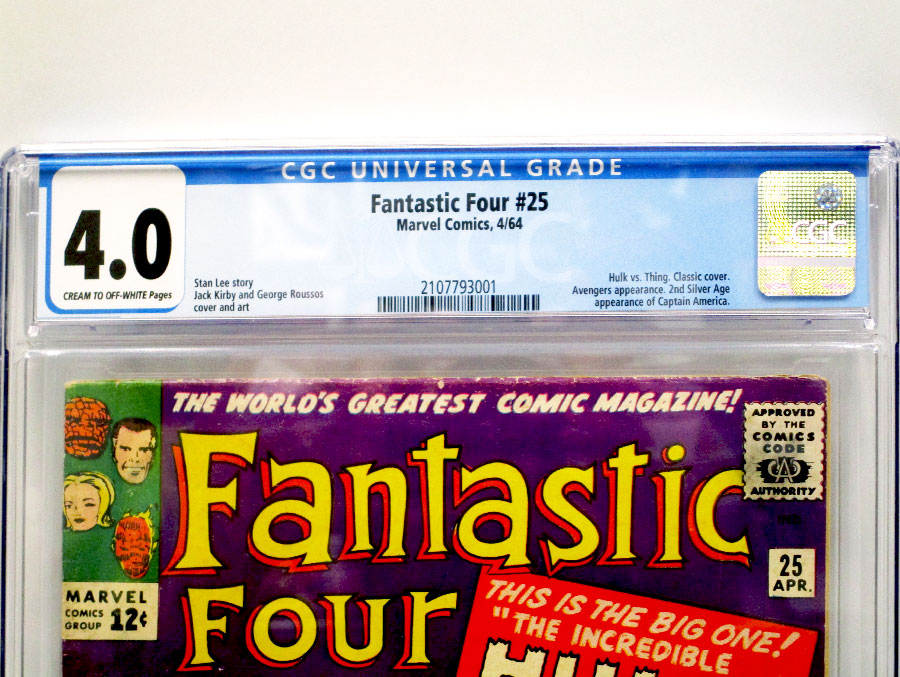 CGC UNIVERSAL GRADE
4.0
CREAM TO OFF-WHITE Pages
Fantastic Four #25
Marvel Comics, 4/64
Stan Lee story
Jack Kirby and George Roussos
cover and art
2107793001
Hulk vs. Thing. Classic cover.
Avengers appearance. 2nd Silver Age
appearance of Captain America.
CGC
CGC
THE WORLD'S GREATEST COMIC MAGAZINE!
Fantastic
Four
APPROVED
BY THE
COMICS
CODE
CA
AUTHORITY
IND.
25
APR.
MARVEL
COMICS
GROUP
12¢
THIS IS THE BIG ONE!
"THE INCREDIBLE